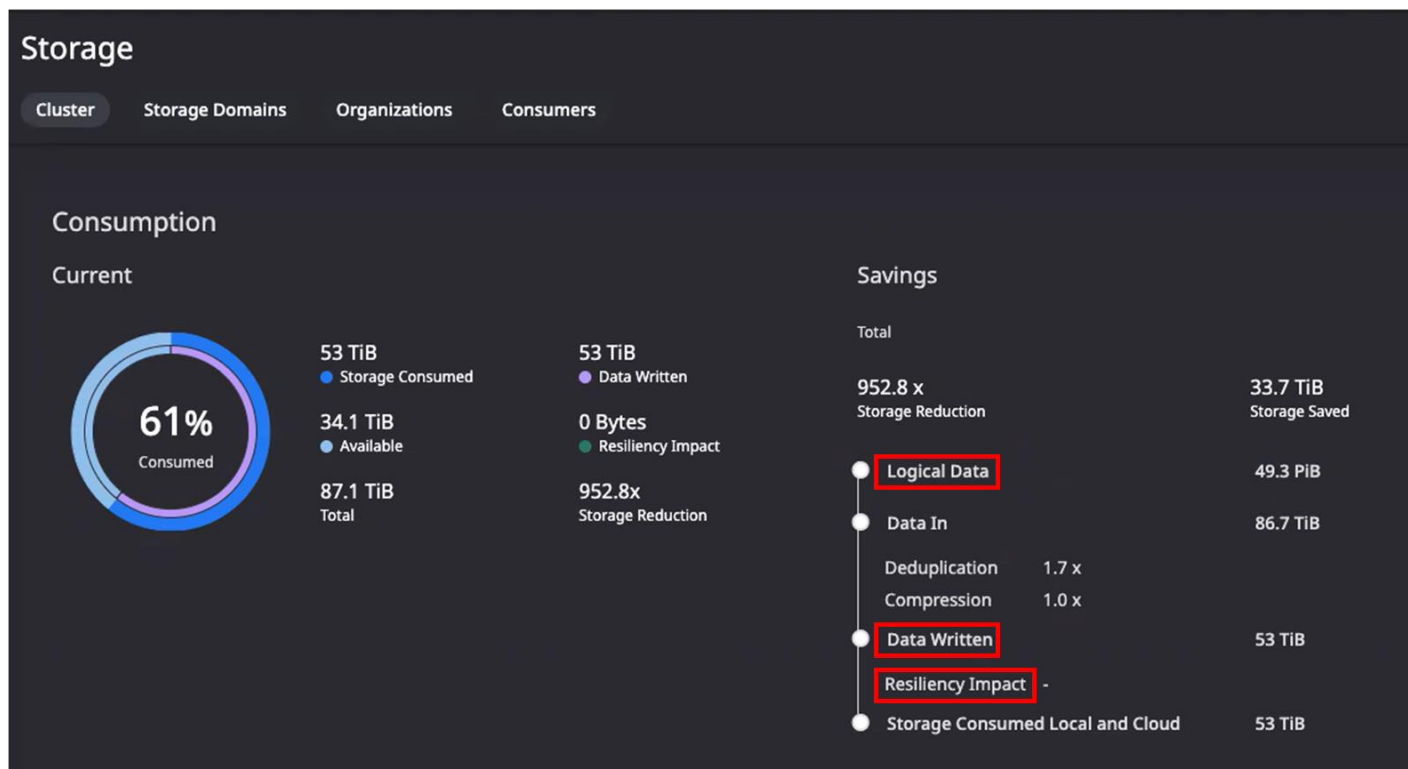 Storage
Cluster Storage Domains Organizations Consumers
Consumption
Current
61%
Consumed
53 TiB
Storage Consumed
53 TiB
Data Written
34.1 TiB
Available
0 Bytes
Resiliency Impact
87.1 TiB
Total
952.8x
Storage Reduction
Savings
Total
952.8 x
Storage Reduction
33.7 TiB
Storage Saved
Logical Data 49.3 PiB
Data In 86.7 TiB
Deduplication 1.7 x
Compression 1.0 x
Data Written 53 TiB
Resiliency Impact -
Storage Consumed Local and Cloud 53 TiB